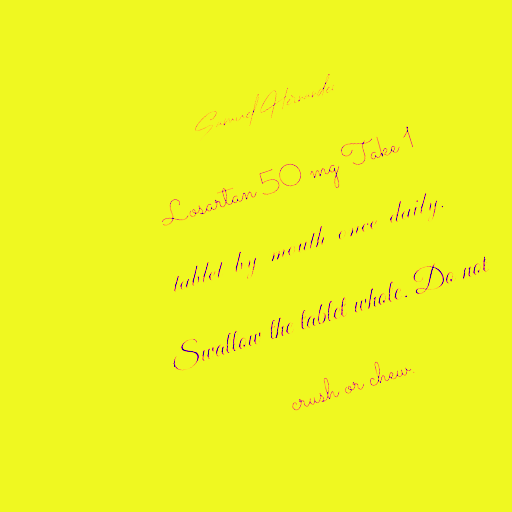 Samuel Hernandez
Losartan 50 mg Take 1
tablet by mouth once daily.
Swallow the tablet whole. Do not
crush or chew.